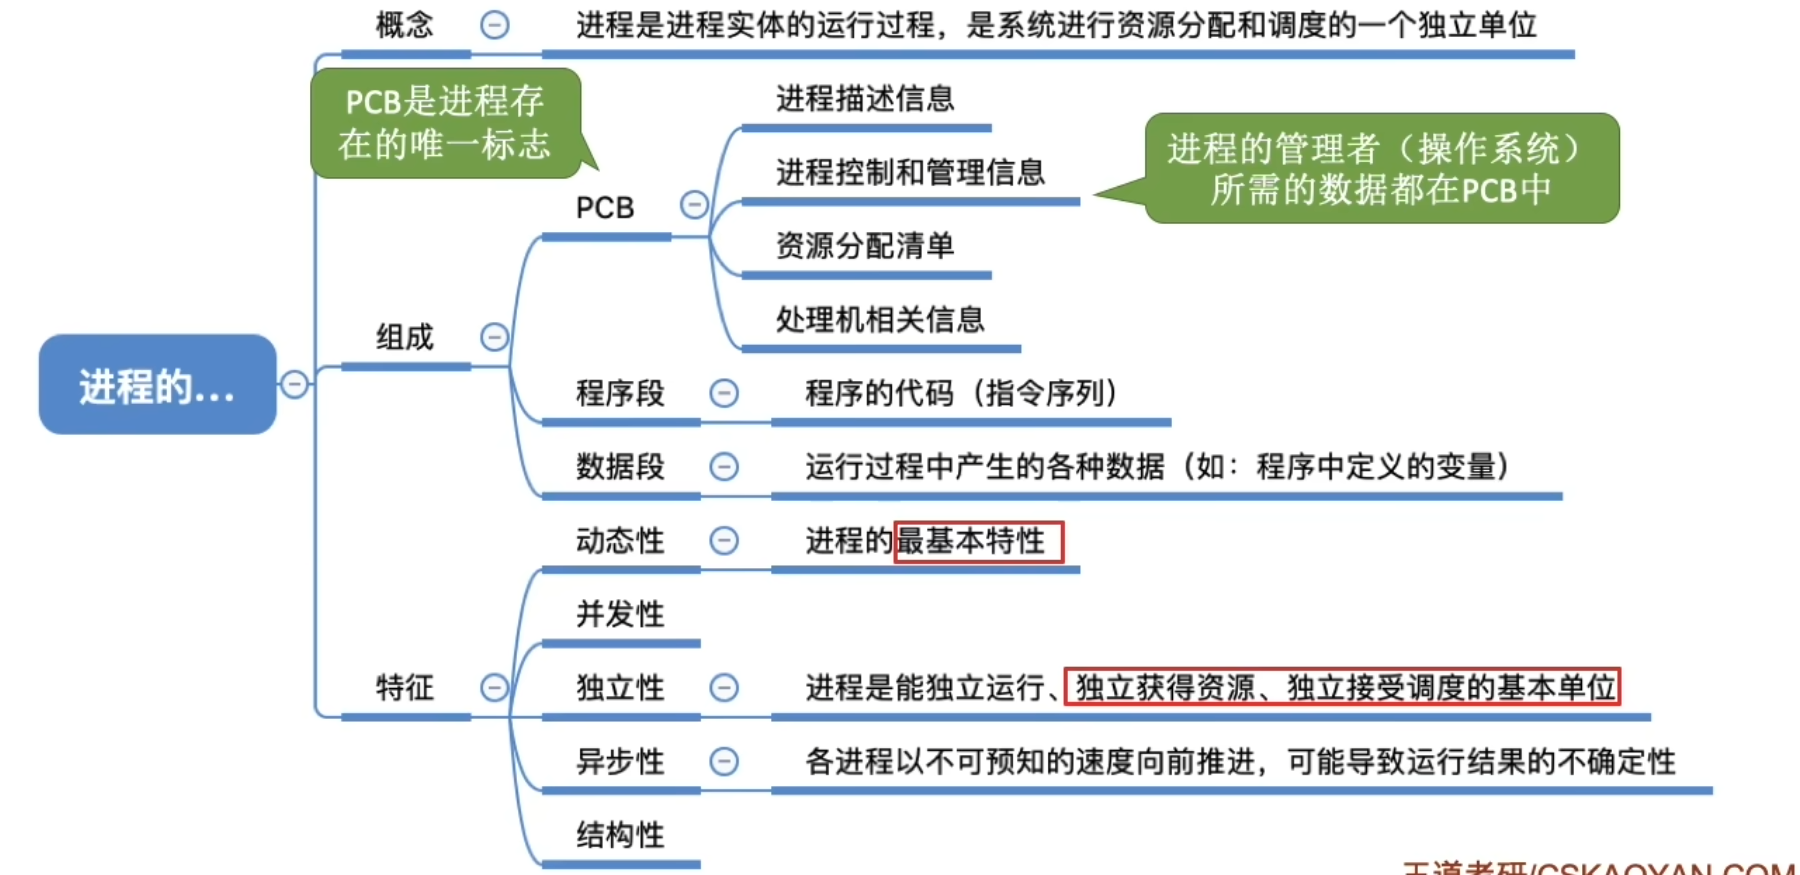 概念
进程是进程实体的运行过程，是系统进行资源分配和调度的一个独立单位
PCB是进程存
在的唯一标志
进程描述信息
进程的管理者（操作系统）
所需的数据都在PCB中
进程控制和管理信息
PCB
资源分配清单
处理机相关信息
组成
进程的...
程序段
程序的代码（指令序列）
数据段
运行过程中产生的各种数据（如：程序中定义的变量）
动态性
进程的最基本特性
并发性
特征
独立性
进程是能独立运行、独立获得资源、独立接受调度的基本单位
异步性
各进程以不可预知的速度向前推进，可能导致运行结果的不确定性
结构性
王道考研/CSKAOYAN.COM